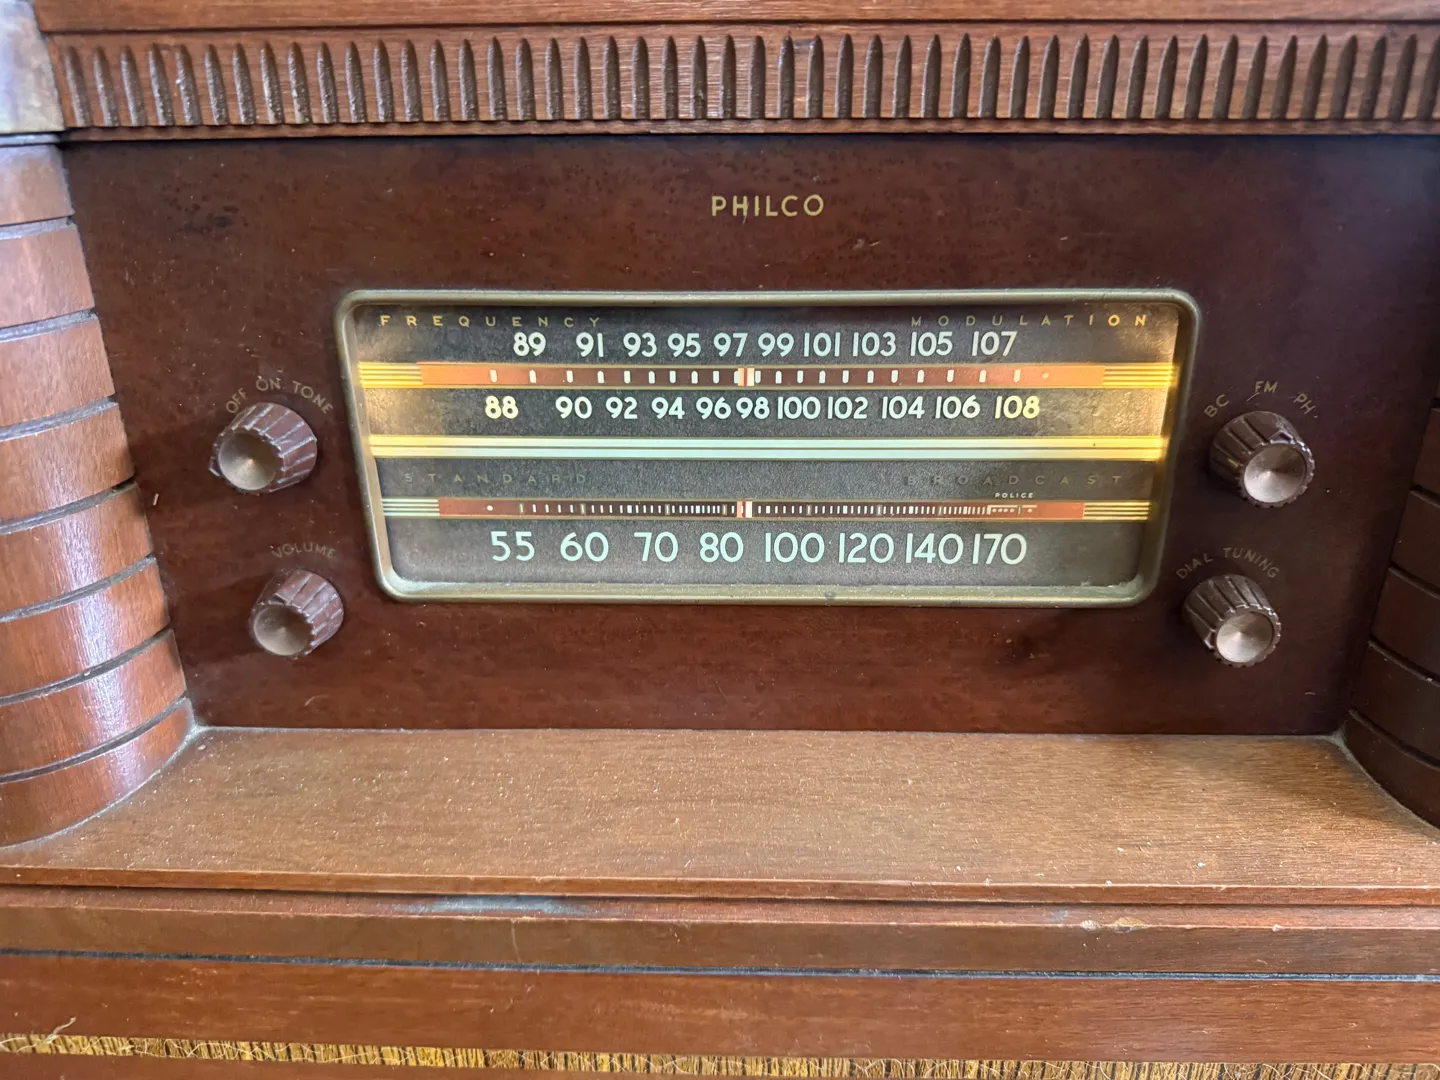 PHILCO
FREQUENCY MODULATION
89 91 93 95 97 99 101 103 105 107
88 90 92 94 96 98 100 102 104 106 108
STANDARD BROADCAST
POLICE
55 60 70 80 100 120 140 170
OFF ON TONE
VOLUME
BC FM PH.
DIAL TUNING